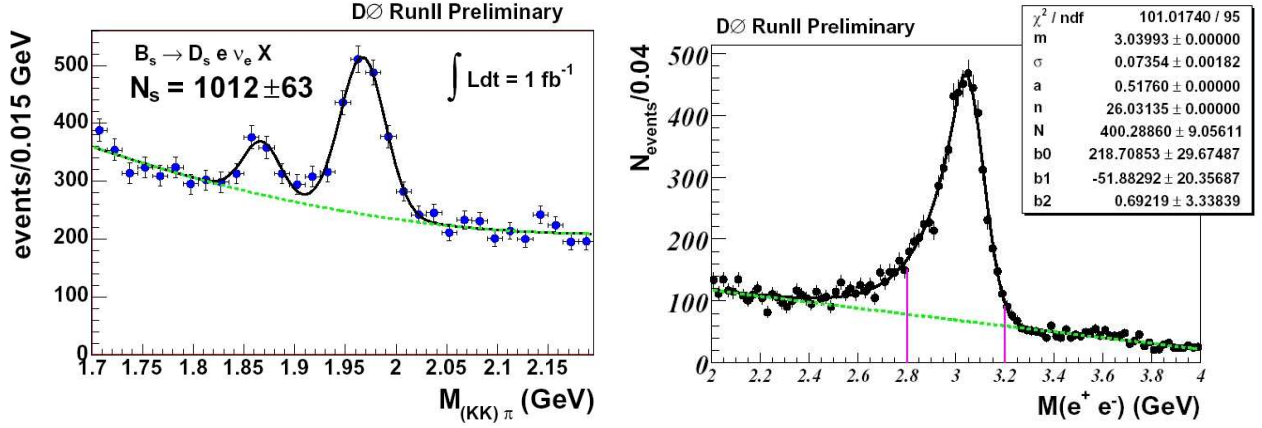 DØ RunII Preliminary
B_s → D_s e ν_e X
N_s = 1012 ± 63
∫ Ldt = 1 fb⁻¹
events/0.015 GeV
500
400
300
200
100
0
1.7 1.75 1.8 1.85 1.9 1.95 2 2.05 2.1 2.15
M_(KK) π (GeV)
DØ RunII Preliminary
χ² / ndf 101.01740 / 95
m 3.03993 ± 0.00000
σ 0.07354 ± 0.00182
a 0.51760 ± 0.00000
n 26.03135 ± 0.00000
N 400.28860 ± 9.05611
b0 218.70853 ± 29.67487
b1 -51.88292 ± 20.35687
b2 0.69219 ± 3.33839
N_events/0.04
500
400
300
200
100
0
2 2.2 2.4 2.6 2.8 3 3.2 3.4 3.6 3.8 4
M(e⁺ e⁻) (GeV)